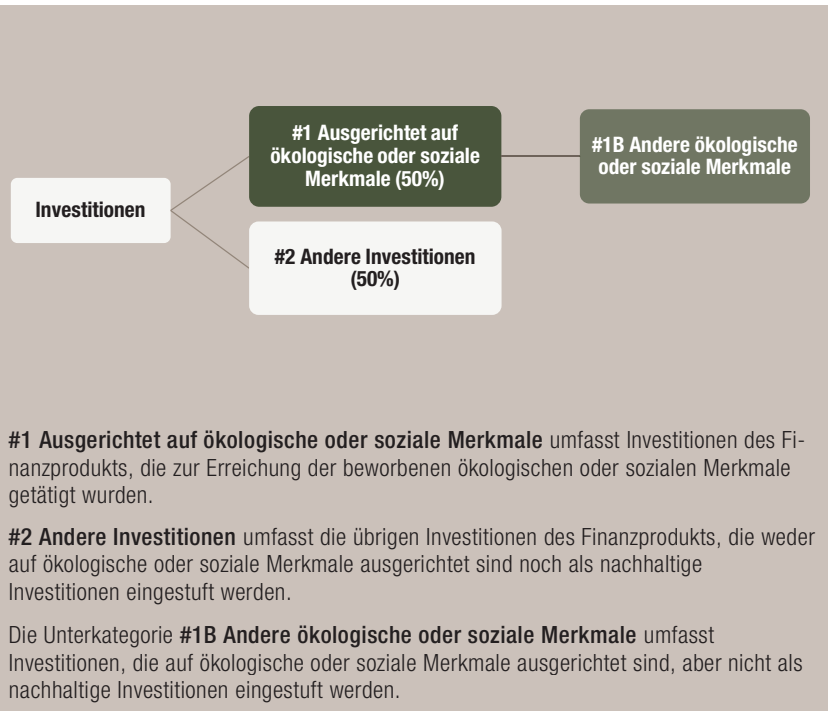 #1 Ausgerichtet auf
ökologische oder soziale
Merkmale (50%)
#1B Andere ökologische
oder soziale Merkmale
Investitionen
#2 Andere Investitionen
(50%)
#1 Ausgerichtet auf ökologische oder soziale Merkmale umfasst Investitionen des Fi-
nanzprodukts, die zur Erreichung der beworbenen ökologischen oder sozialen Merkmale
getätigt wurden.
#2 Andere Investitionen umfasst die übrigen Investitionen des Finanzprodukts, die weder
auf ökologische oder soziale Merkmale ausgerichtet sind noch als nachhaltige
Investitionen eingestuft werden.
Die Unterkategorie #1B Andere ökologische oder soziale Merkmale umfasst
Investitionen, die auf ökologische oder soziale Merkmale ausgerichtet sind, aber nicht als
nachhaltige Investitionen eingestuft werden.